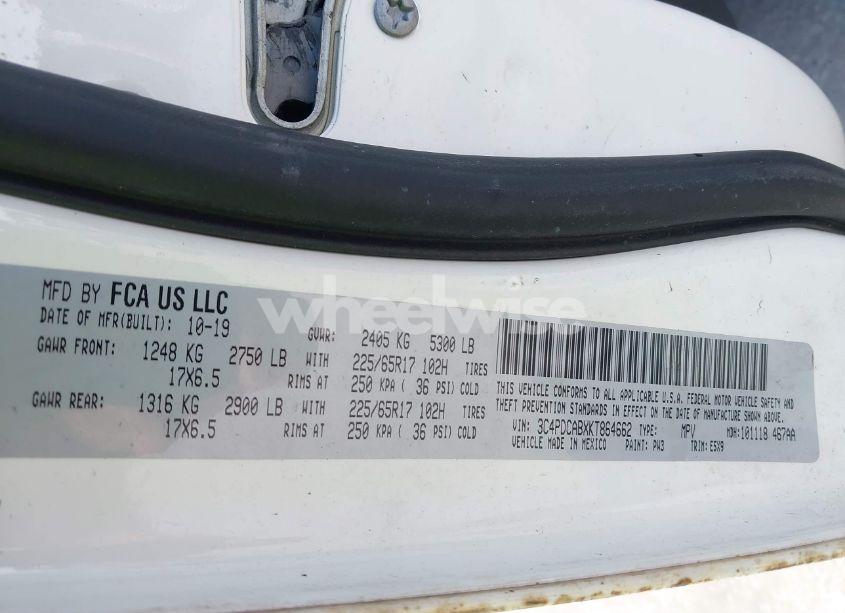 MFD BY FCA US LLC
DATE OF MFR(BUILT): 10-19 GVWR: 2405 KG 5300 LB
GAWR FRONT: 1248 KG 2750 LB WITH 225/65R17 102H TIRES
17X6.5 RIMS AT 250 KPA ( 36 PSI) COLD
GAWR REAR: 1316 KG 2900 LB WITH 225/65R17 102H TIRES
17X6.5 RIMS AT 250 KPA ( 36 PSI) COLD
THIS VEHICLE CONFORMS TO ALL APPLICABLE U.S.A. FEDERAL MOTOR VEHICLE SAFETY AND
THEFT PREVENTION STANDARDS IN EFFECT ON THE DATE OF MANUFACTURE SHOWN ABOVE.
VIN: 3C4PDCABXKT864662 TYPE: MPV MDH: 101118 467AA
VEHICLE MADE IN MEXICO PAINT: PW3 TRIM: E5X9
wheelwise